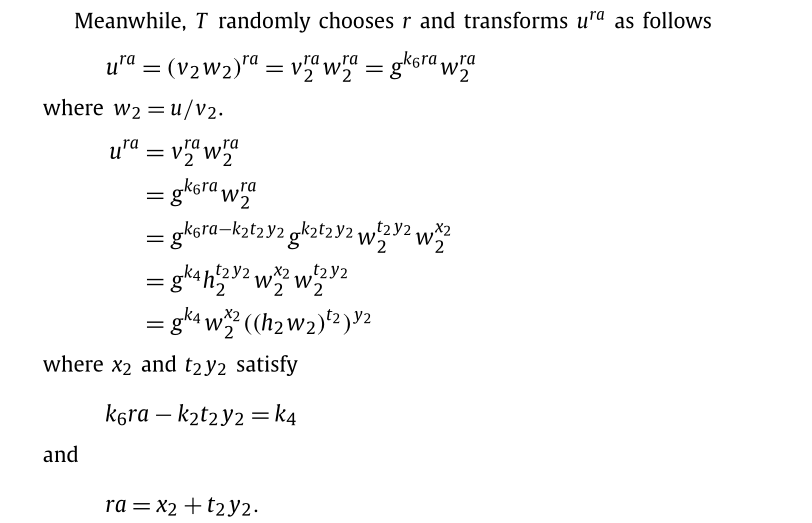 Meanwhile, T randomly chooses r and transforms u^{ra} as follows
u^{ra} = (v_2 w_2)^{ra} = v_2^{ra} w_2^{ra} = g^{k_6 ra} w_2^{ra}
where w_2 = u/v_2.
u^{ra} = v_2^{ra} w_2^{ra}
= g^{k_6 ra} w_2^{ra}
= g^{k_6 ra − k_2 t_2 y_2} g^{k_2 t_2 y_2} w_2^{t_2 y_2} w_2^{x_2}
= g^{k_4} h_2^{t_2 y_2} w_2^{x_2} w_2^{t_2 y_2}
= g^{k_4} w_2^{x_2} ((h_2 w_2)^{t_2})^{y_2}
where x_2 and t_2 y_2 satisfy
k_6 ra − k_2 t_2 y_2 = k_4
and
ra = x_2 + t_2 y_2.